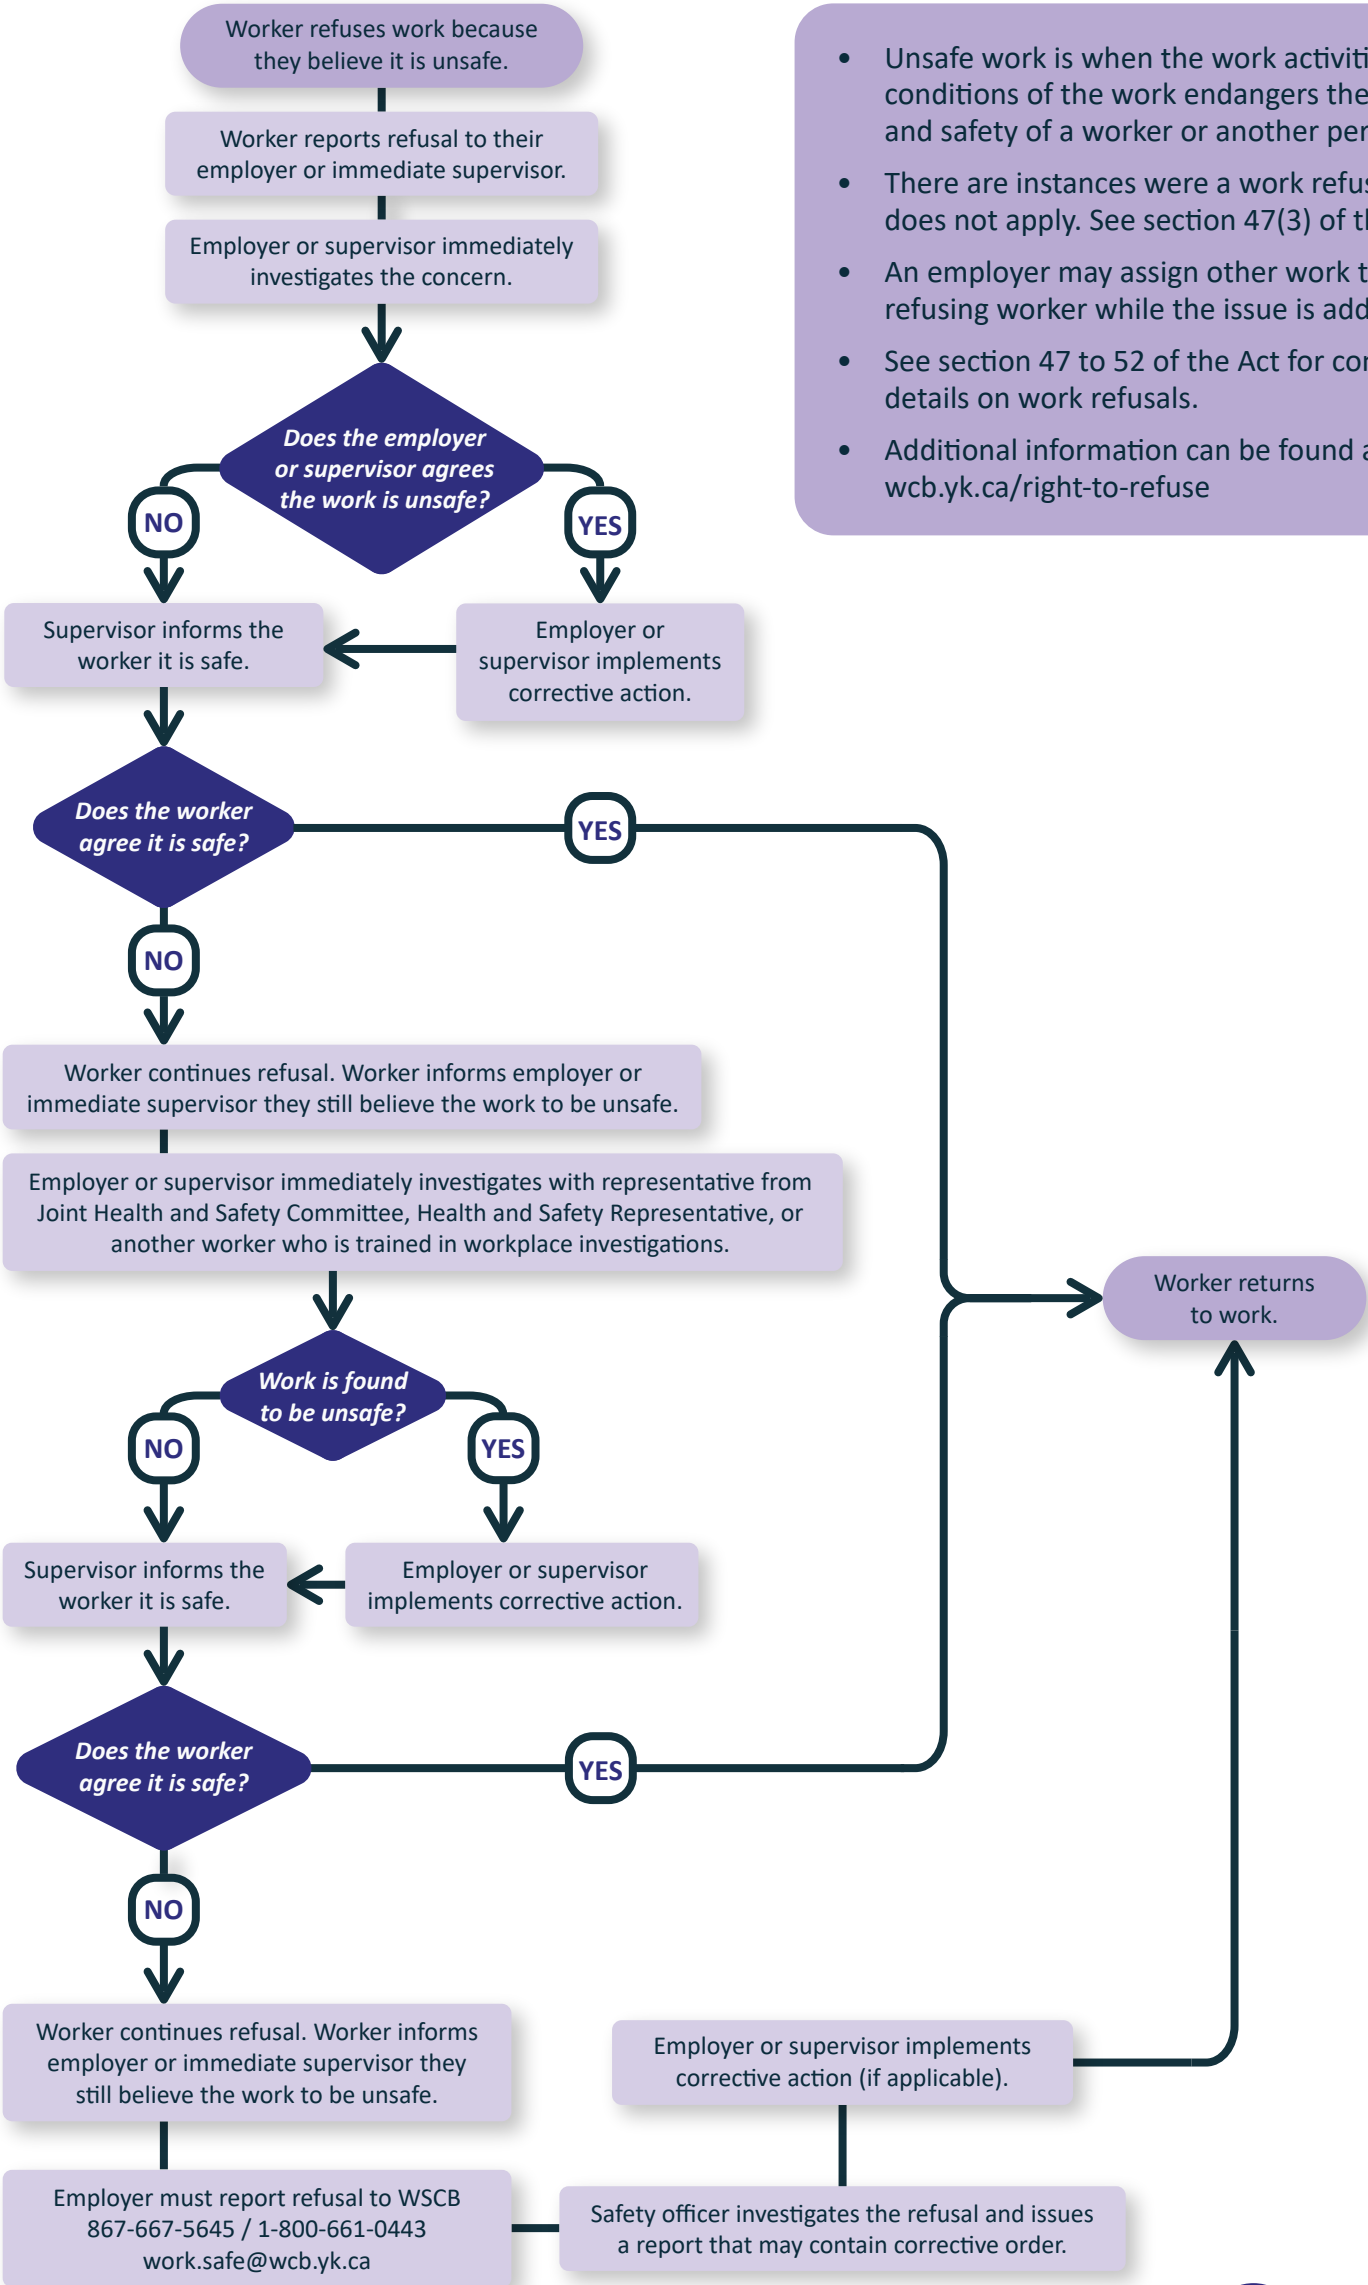 Worker refuses work because
they believe it is unsafe.
Worker reports refusal to their
employer or immediate supervisor.
Employer or supervisor immediately
investigates the concern.
Does the employer
or supervisor agrees
the work is unsafe?
NO
YES
Supervisor informs the
worker it is safe.
Employer or
supervisor implements
corrective action.
• Unsafe work is when the work
conditions of the work endangers the
and safety of a worker or another
• There are instances were a work
does not apply. See section 47(3) of
• An employer may assign other work
refusing worker while the issue is
• See section 47 to 52 of the Act for
details on work refusals.
• Additional information can be found
wcb.yk.ca/right-to-refuse
Does the worker
agree it is safe?
YES
NO
Worker continues refusal. Worker informs employer or
immediate supervisor they still believe the work to be unsafe.
Employer or supervisor immediately investigates with representative from
Joint Health and Safety Committee, Health and Safety Representative, or
another worker who is trained in workplace investigations.
Worker returns
to work.
Work is found
to be unsafe?
NO
YES
Supervisor informs the
worker it is safe.
Employer or supervisor
implements corrective action.
Does the worker
agree it is safe?
YES
NO
Worker continues refusal. Worker informs
employer or immediate supervisor they
still believe the work to be unsafe.
Employer or supervisor implements
corrective action (if applicable).
Employer must report refusal to WSCB
867-667-5645 / 1-800-661-0443
work.safe@wcb.yk.ca
Safety officer investigates the refusal and issues
a report that may contain corrective order.